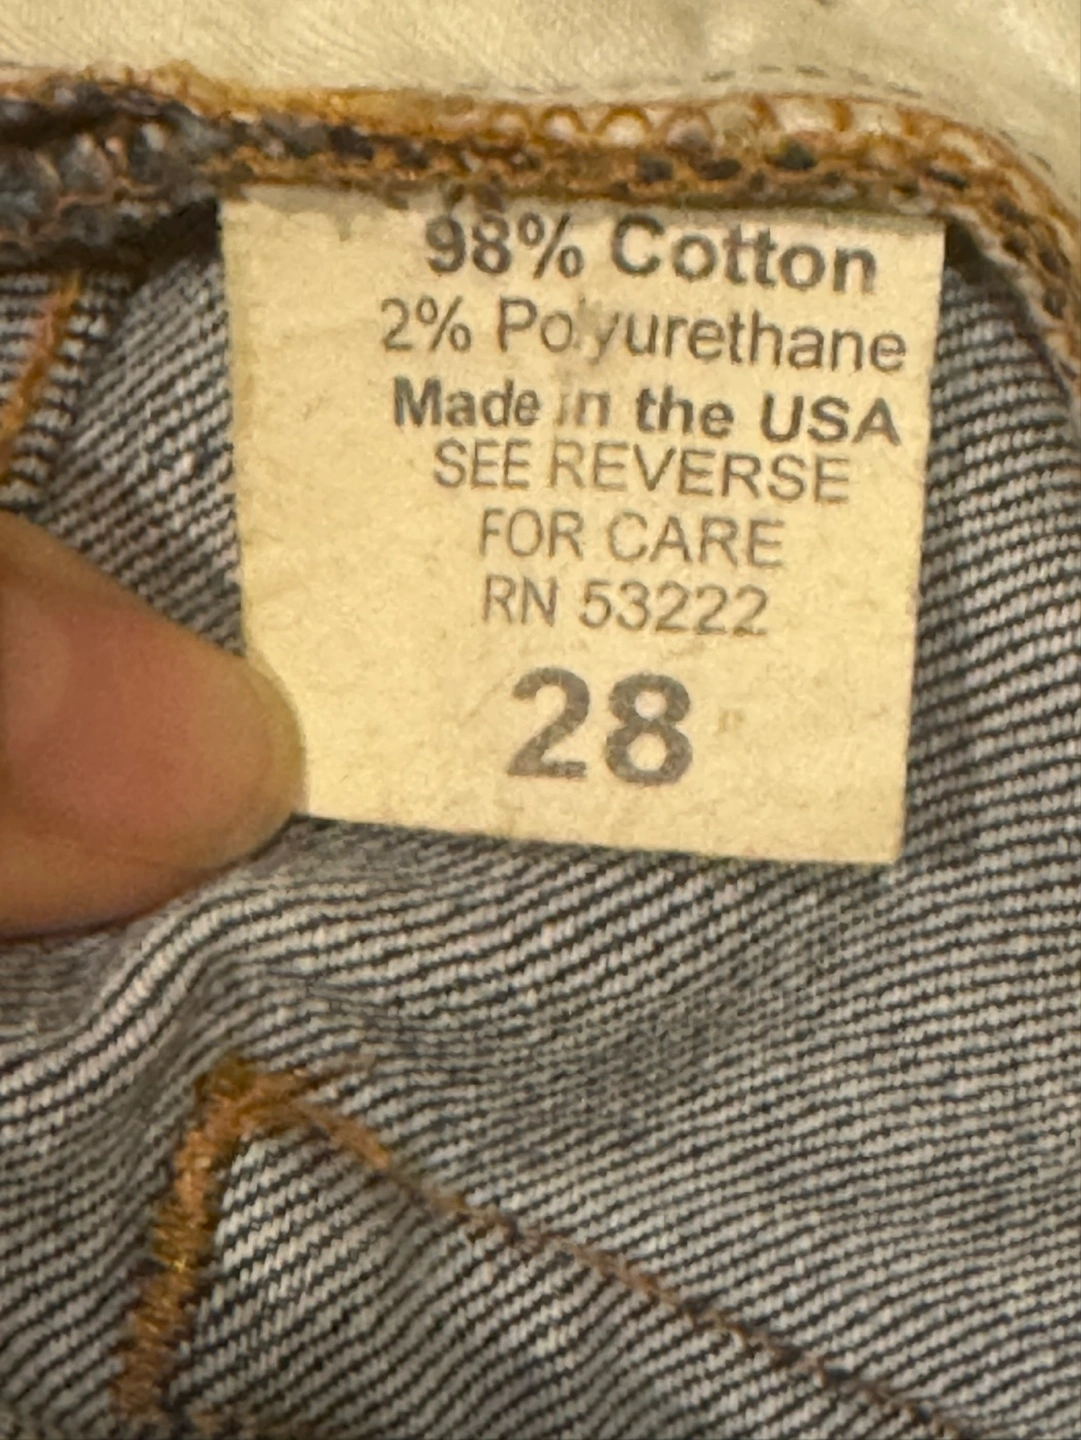 98% Cotton
2% Polyurethane
Made in the USA
SEE REVERSE
FOR CARE
RN 53222
28